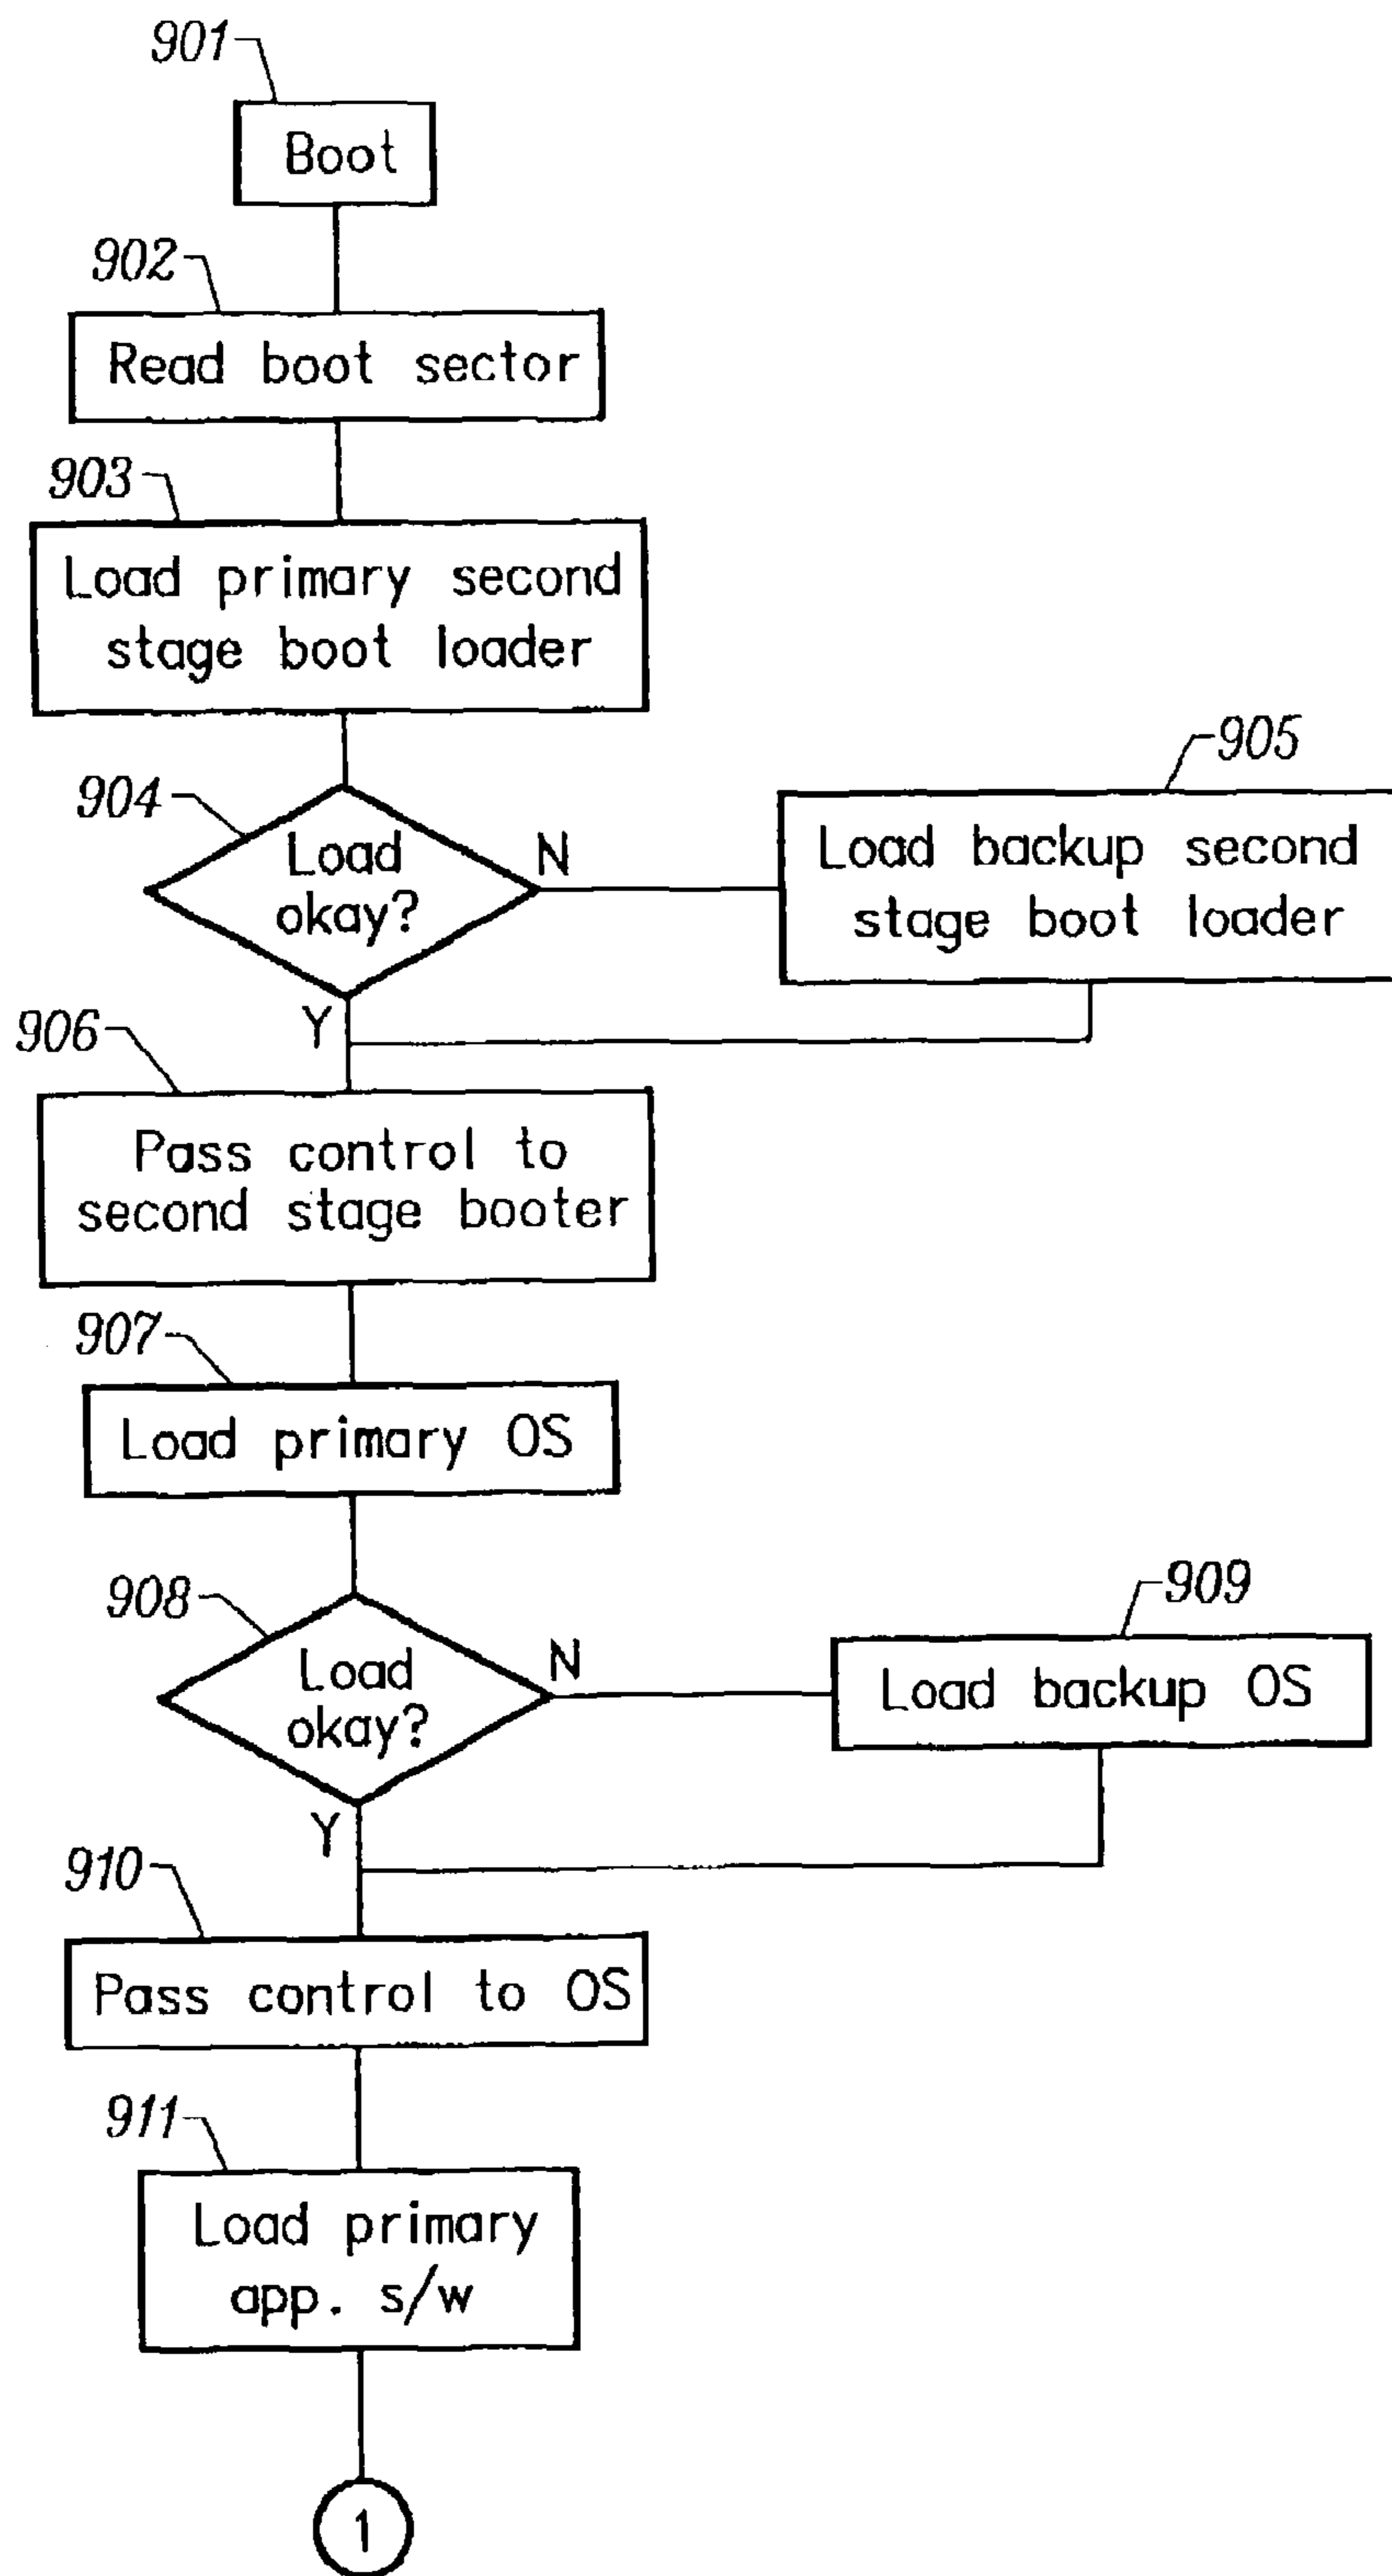 901
Boot
902
Read boot sector
903
Load primary second
stage boot loader
904
Load
okay?
N
905
Load backup second
stage boot loader
Y
906
Pass control to
second stage booter
907
Load primary OS
908
Load
okay?
N
909
Load backup OS
Y
910
Pass control to OS
911
Load primary
app. s/w
1